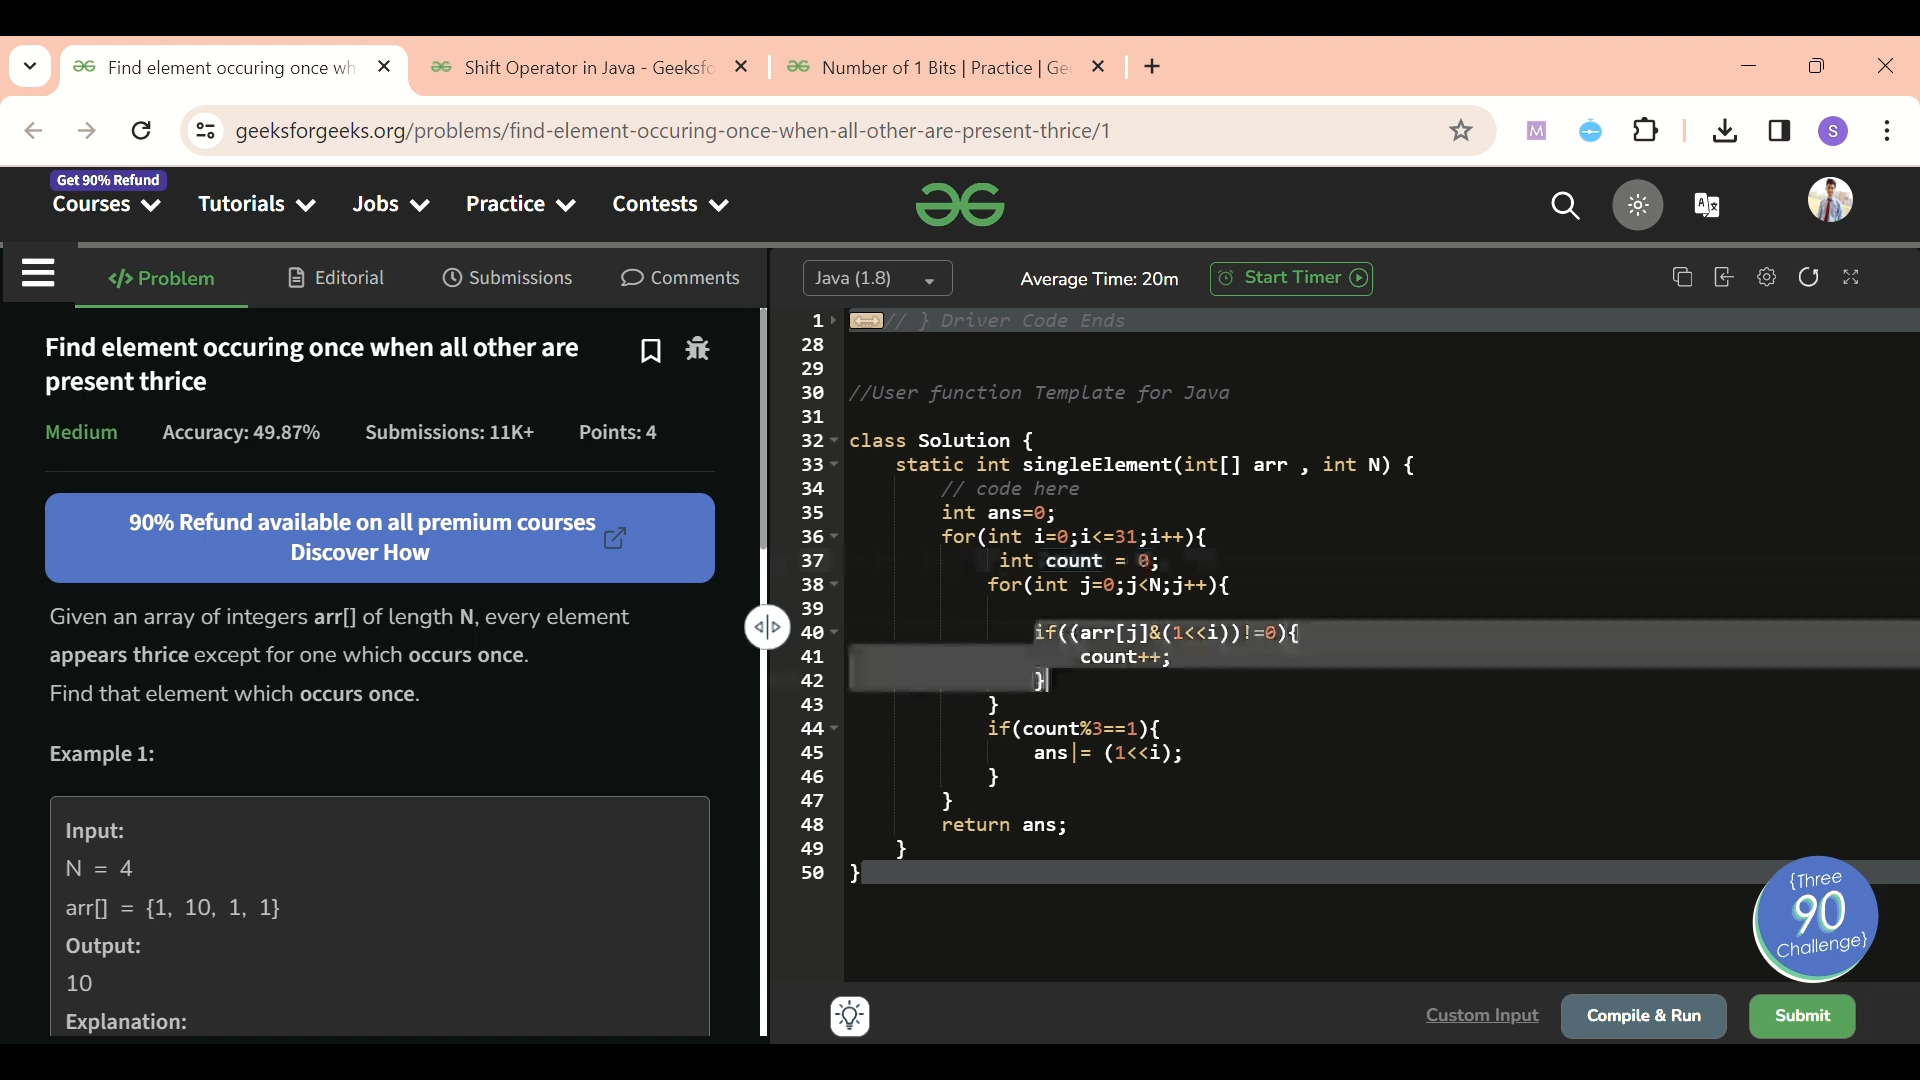 Find element occuring once wh
Shift Operator in Java - Geeksfo
Number of 1 Bits | Practice | Gee
geeksforgeeks.org/problems/find-element-occuring-once-when-all-other-are-present-thrice/1
M
S
Get 90% Refund
Courses
Tutorials
Jobs
Practice
Contests
</> Problem
Editorial
Submissions
Comments
Java (1.8)
Average Time: 20m
Start Timer
Find element occuring once when all other are
present thrice
Medium
Accuracy: 49.87%
Submissions: 11K+
Points: 4
90% Refund available on all premium courses
Discover How
Given an array of integers arr[] of length N, every element
appears thrice except for one which occurs once.
Find that element which occurs once.
Example 1:
Input:
N = 4
arr[] = {1, 10, 1, 1}
Output:
10
Explanation:
1 // } Driver Code Ends
28
29
30 //User function Template for Java
31
32 class Solution {
33 static int singleElement(int[] arr , int N) {
34 // code here
35 int ans=0;
36 for(int i=0;i<=31;i++){
37 int count = 0;
38 for(int j=0;j<N;j++){
39
40 if((arr[j]&(1<<i))!=0){
41 count++;
42 }
43 }
44 if(count%3==1){
45 ans|= (1<<i);
46 }
47 }
48 return ans;
49 }
50 }
{Three
90
Challenge}
Custom Input
Compile & Run
Submit